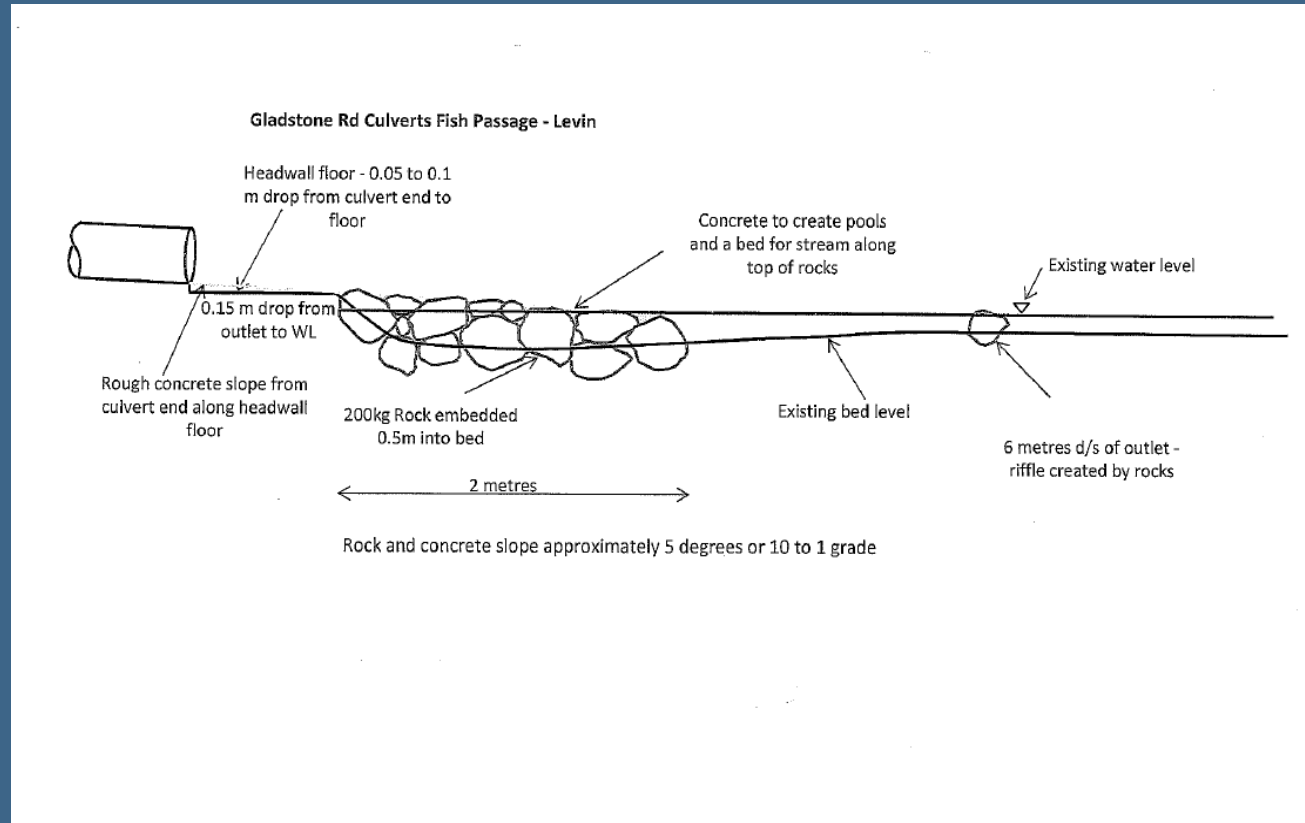 Gladstone Rd Culverts Fish Passage - Levin
Headwall floor - 0.05 to 0.1
m drop from culvert end to
floor
Concrete to create pools
and a bed for stream along
top of rocks
Existing water level
0.15 m drop from
outlet to WL
Rough concrete slope from
culvert end along headwall
floor
200kg Rock embedded
0.5m into bed
Existing bed level
6 metres d/s of outlet -
riffle created by rocks
2 metres
Rock and concrete slope approximately 5 degrees or 10 to 1 grade